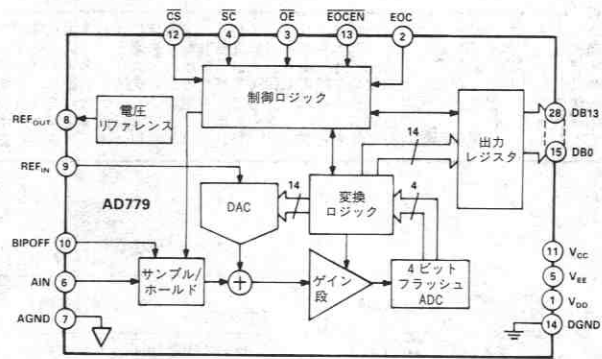 CS SC OE EOCEN EOC
12 4 3 13 2
制御ロジック
REFOUT 8
電圧
リファレンス
14
出力
レジスタ
28 DB13
15 DB0
REFIN 9
AD779
DAC
14
変換
ロジック
4
BIPOFF 10
AIN 6
サンプル/
ホールド
+
ゲイン
段
4ビット
フラッシュ
ADC
AGND 7
11 VCC
5 VEE
1 VDD
14 DGND